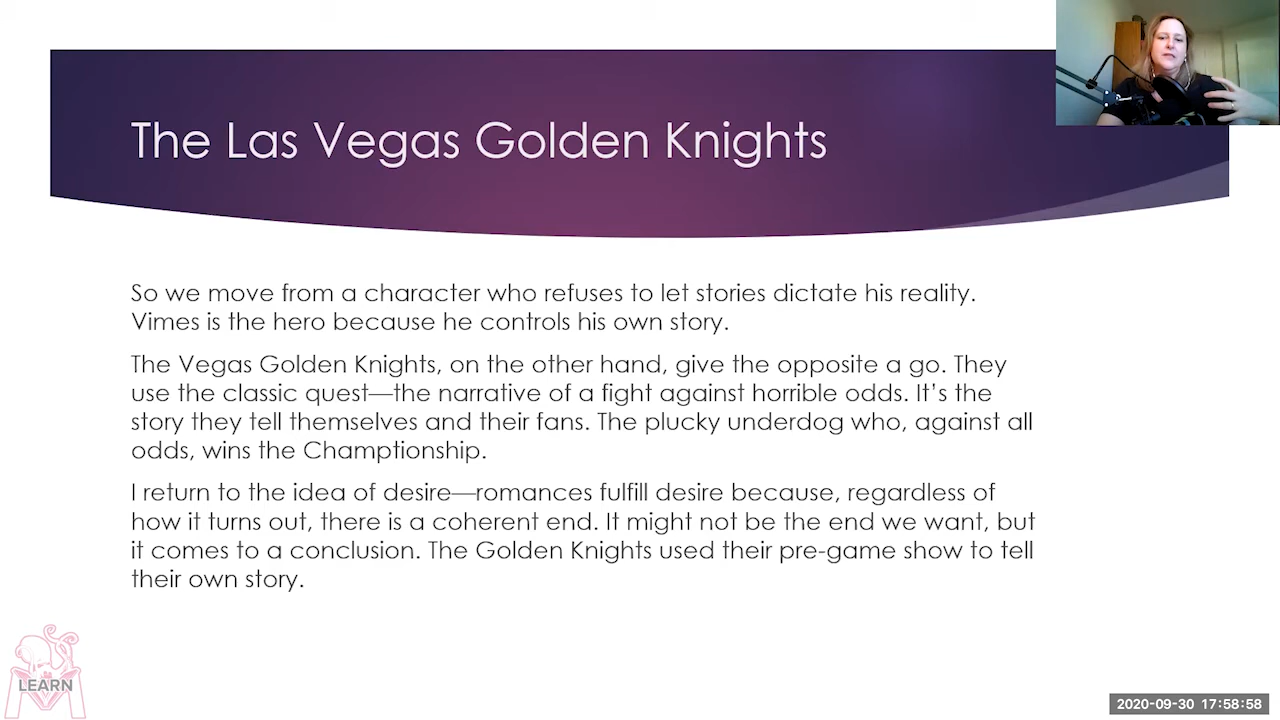 The Las Vegas Golden Knights
So we move from a character who refuses to let stories dictate his reality.
Vimes is the hero because he controls his own story.
The Vegas Golden Knights, on the other hand, give the opposite a go. They
use the classic quest—the narrative of a fight against horrible odds. It’s the
story they tell themselves and their fans. The plucky underdog who, against all
odds, wins the Champtionship.
I return to the idea of desire—romances fulfill desire because, regardless of
how it turns out, there is a coherent end. It might not be the end we want, but
it comes to a conclusion. The Golden Knights used their pre-game show to tell
their own story.
LEARN
2020-09-30 17:58:58